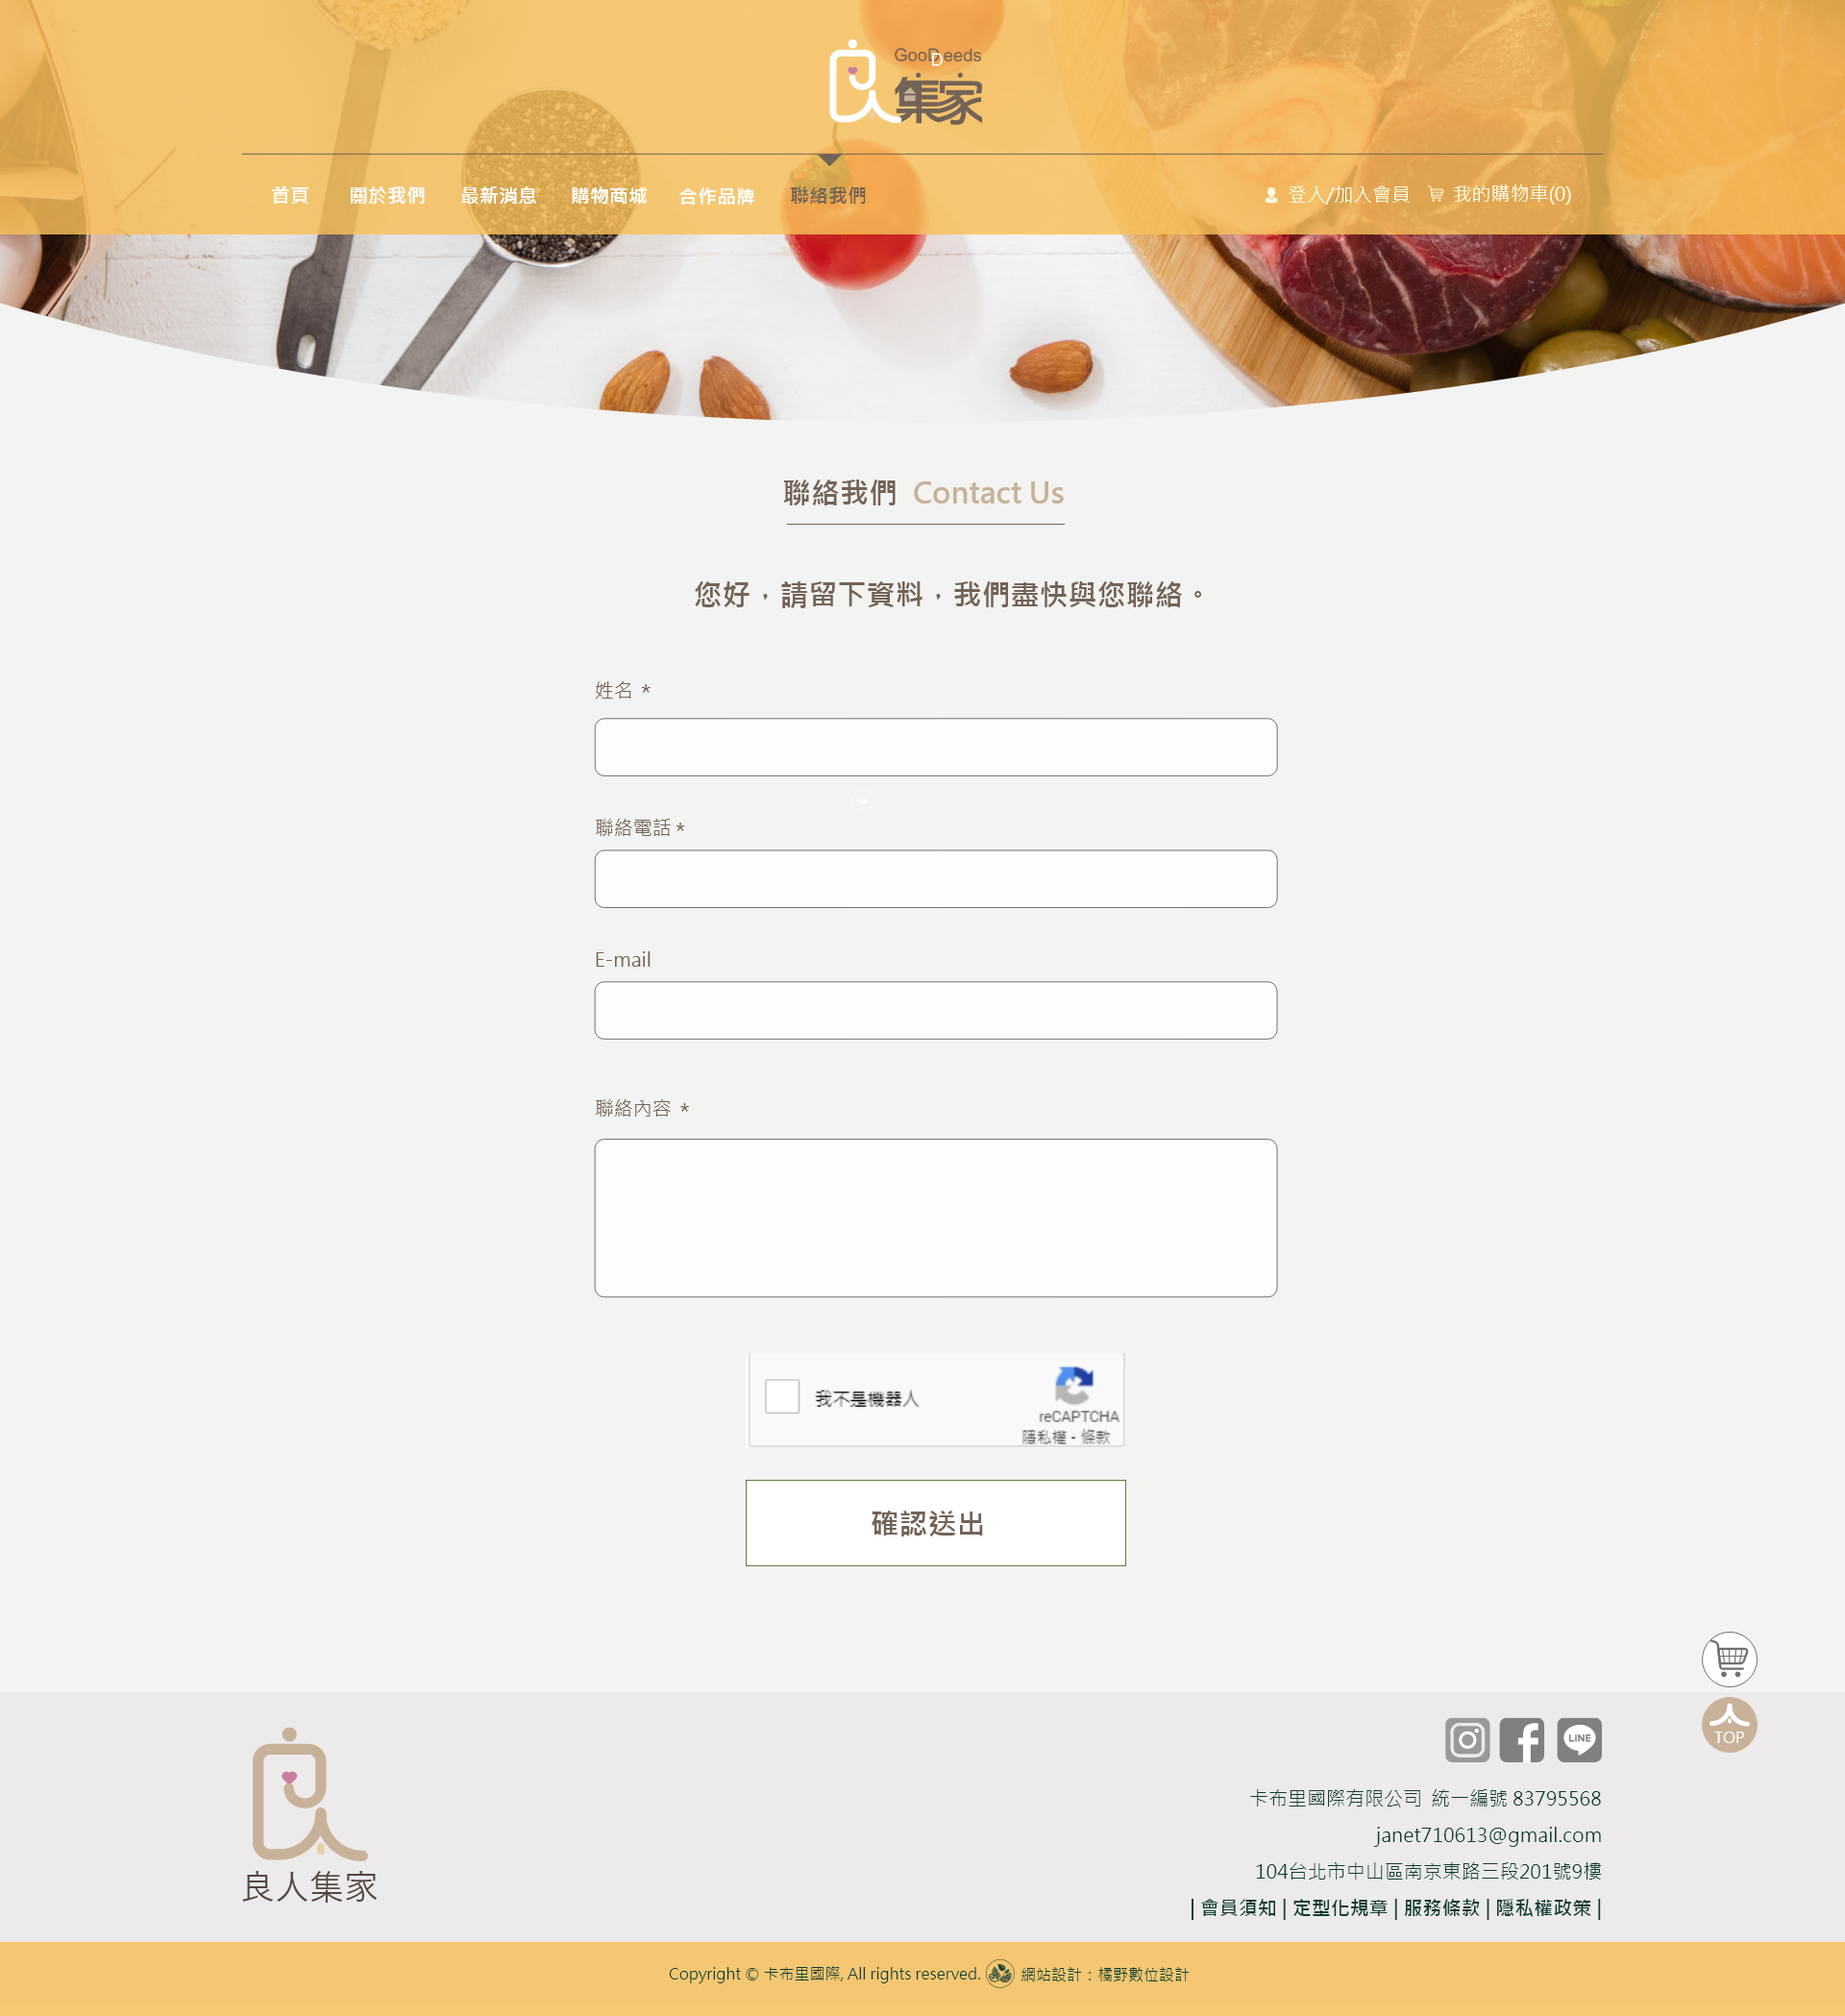 GooDeeds
良人集家
首頁 關於我們 最新消息 購物商城 合作品牌 聯絡我們 登入/加入會員 我的購物車(0)
聯絡我們 Contact Us
您好，請留下資料，我們盡快與您聯絡。
姓名 *
聯絡電話 *
E-mail
聯絡內容 *
我不是機器人
reCAPTCHA
隱私權 - 條款
確認送出
TOP
LINE
良人集家
卡布里國際有限公司 統一編號 83795568
janet710613@gmail.com
104台北市中山區南京東路三段201號9樓
| 會員須知 | 定型化規章 | 服務條款 | 隱私權政策 |
Copyright © 卡布里國際, All rights reserved. 網站設計：橘野數位設計